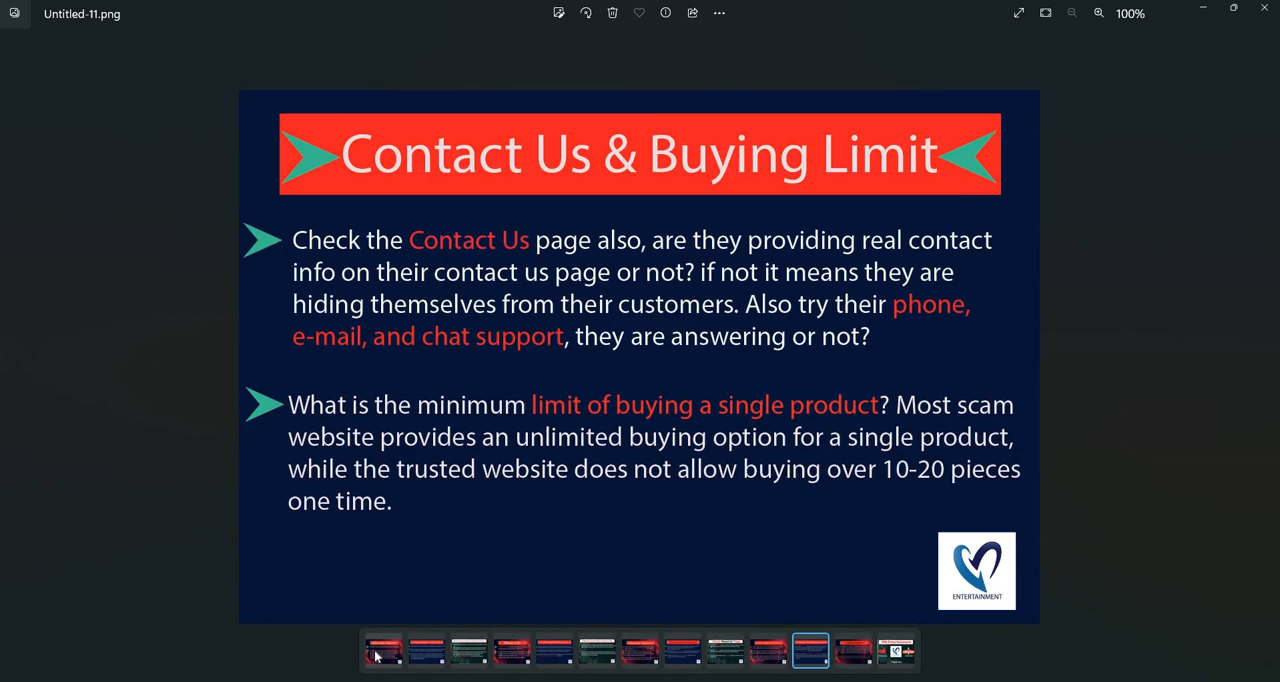 Untitled-11.png
100%
Contact Us & Buying Limit
Check the Contact Us page also, are they providing real contact
info on their contact us page or not? if not it means they are
hiding themselves from their customers. Also try their phone,
e-mail, and chat support, they are answering or not?
What is the minimum limit of buying a single product? Most scam
website provides an unlimited buying option for a single product,
while the trusted website does not allow buying over 10-20 pieces
one time.
ENTERTAINMENT